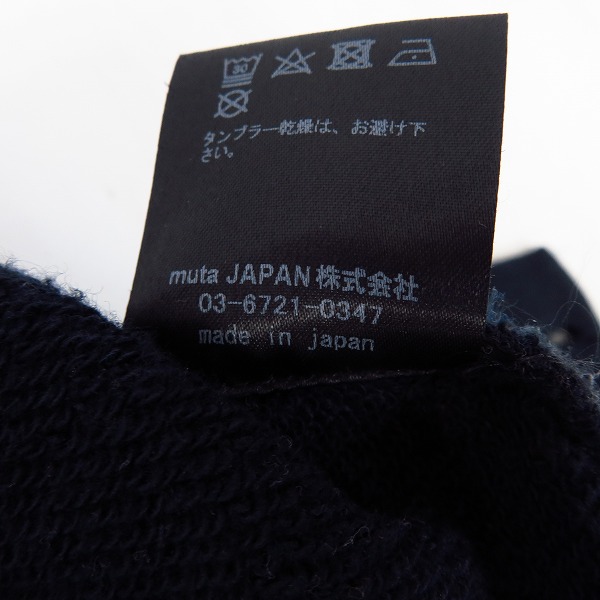 30
タンブラー乾燥は、お避け下
さい。
muta JAPAN株式会社
03-6721-0347
made in japan